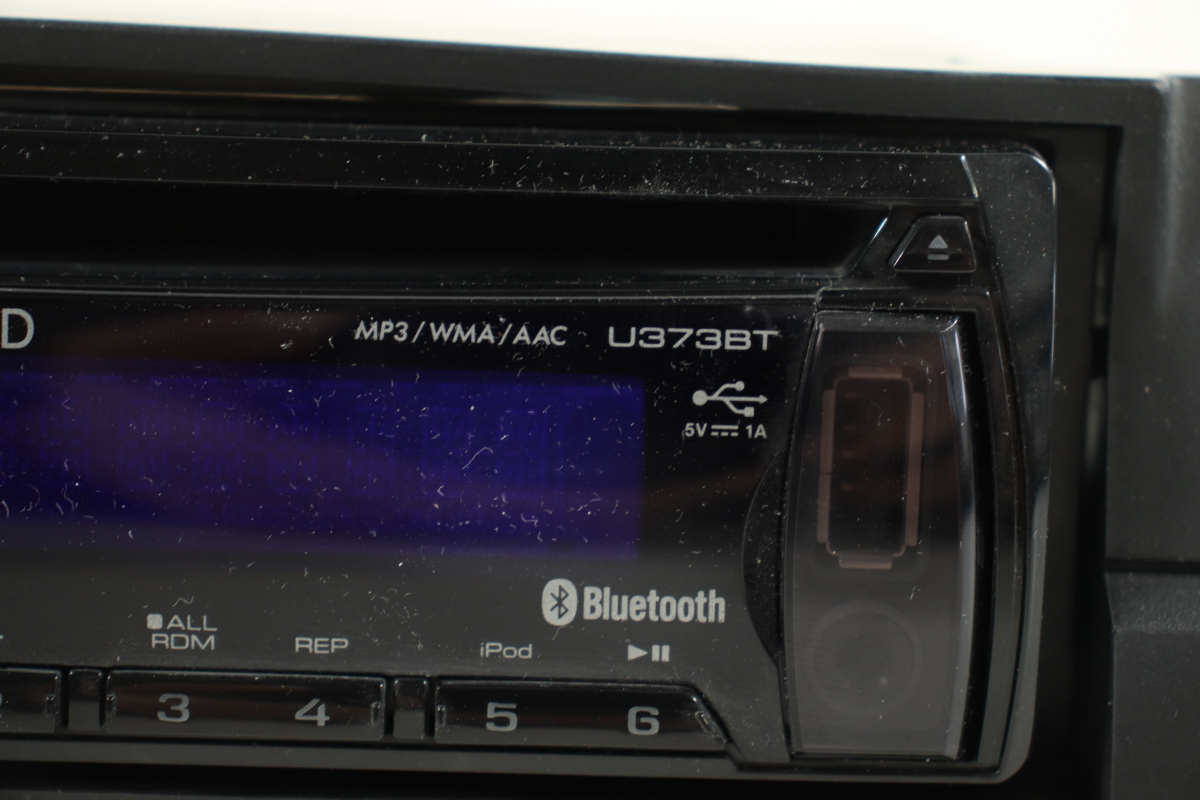 D MP3/WMA/AAC U373BT
5V 1A
Bluetooth
ALL
RDM REP iPod
3 4 5 6